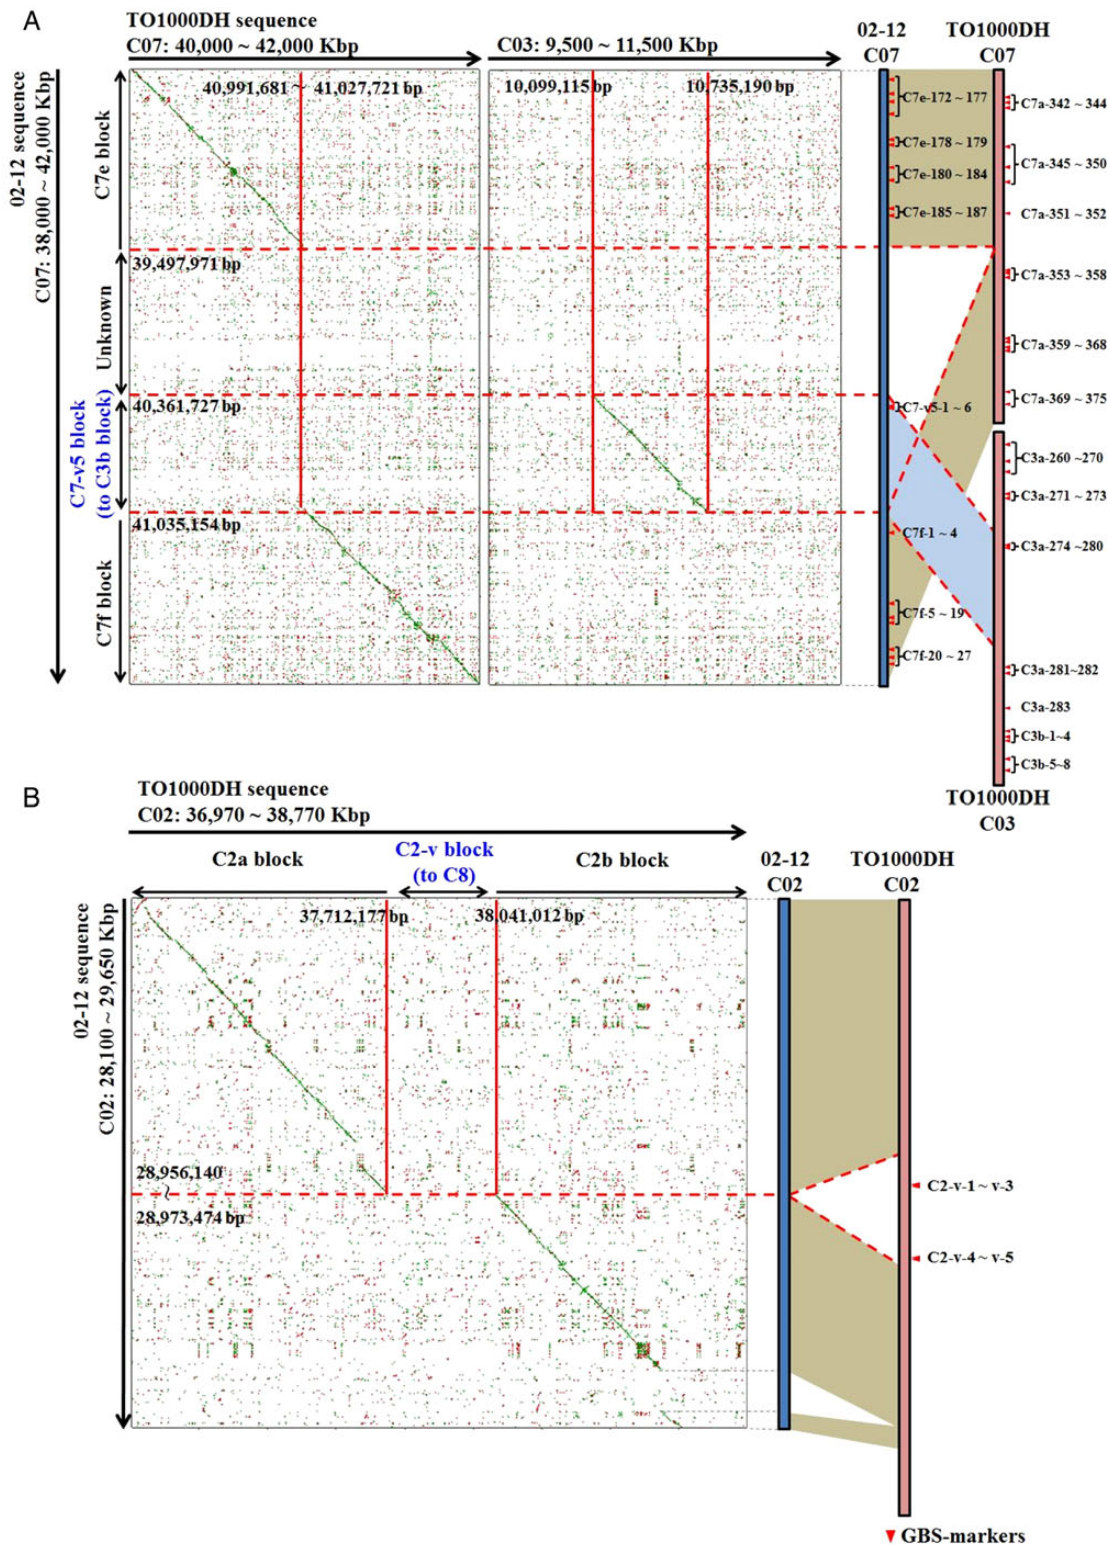 A
TO1000DH sequence
C07: 40,000 ~ 42,000 Kbp
C03: 9,500 ~ 11,500 Kbp
02-12
C07
TO1000DH
C07
02-12 sequence
C07: 38,000 ~ 42,000 Kbp
C7e block
Unknown
C7-v5 block
(to C3b block)
C7f block
40,991,681 ~ 41,027,721 bp
10,099,115 bp
10,735,190 bp
39,497,971 bp
40,361,727 bp
41,035,154 bp
C7e-172 ~ 177
C7e-178 ~ 179
C7e-180 ~ 184
C7e-185 ~ 187
C7-v5-1 ~ 6
C7f-1 ~ 4
C7f-5 ~ 19
C7f-20 ~ 27
C7a-342 ~ 344
C7a-345 ~ 350
C7a-351 ~ 352
C7a-353 ~ 358
C7a-359 ~ 368
C7a-369 ~ 375
C3a-260 ~270
C3a-271 ~ 273
C3a-274 ~280
C3a-281~282
C3a-283
C3b-1~4
C3b-5~8
TO1000DH
C03
B
TO1000DH sequence
C02: 36,970 ~ 38,770 Kbp
C2a block
C2-v block
(to C8)
C2b block
02-12
C02
TO1000DH
C02
02-12 sequence
C02: 28,100 ~ 29,650 Kbp
37,712,177 bp
38,041,012 bp
28,956,140
~
28,973,474 bp
C2-v-1 ~ v-3
C2-v-4 ~ v-5
GBS-markers